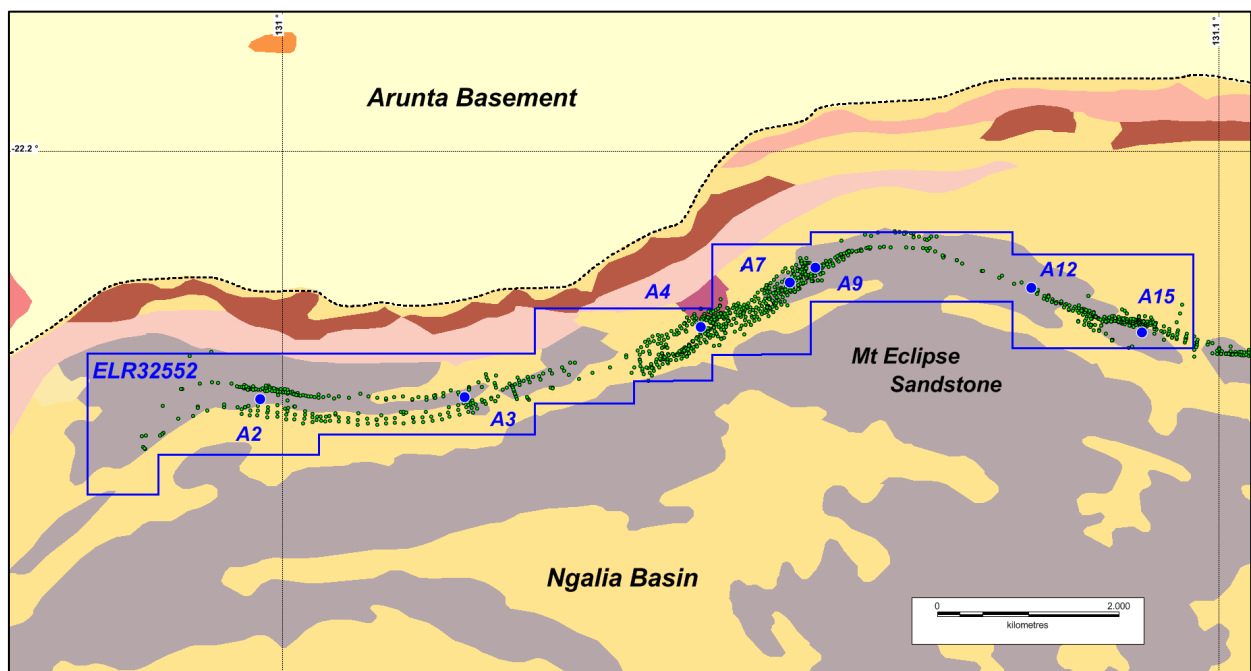 131 °
131.1 °
Arunta Basement
-22.2 °
A7
A12
A4
A9
A15
Mt Eclipse
Sandstone
ELR32552
A3
A2
Ngalia Basin
0
2.000
kilometres